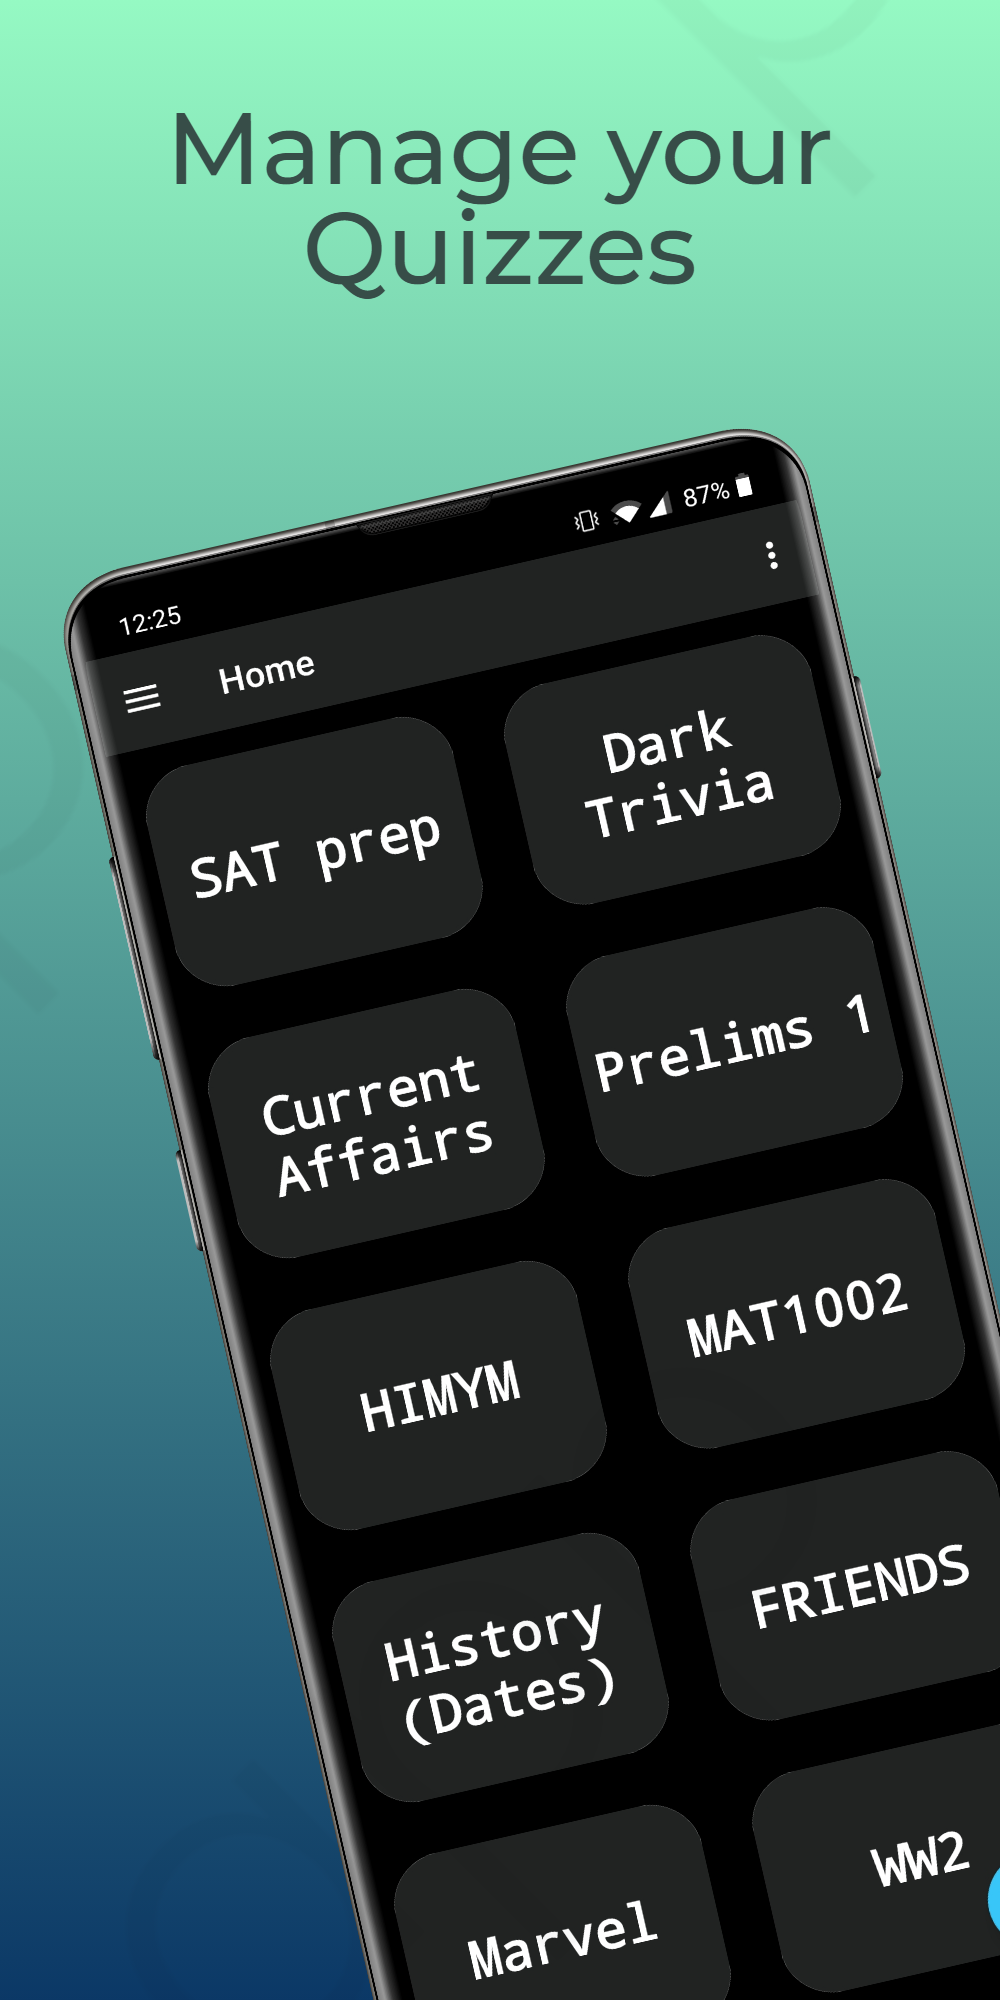 Manage your
Quizzes
12:25
87%
Home
SAT prep
Dark
Trivia
Current
Affairs
Prelims 1
HIMYM
MAT1002
History
(Dates)
FRIENDS
Marvel
WW2